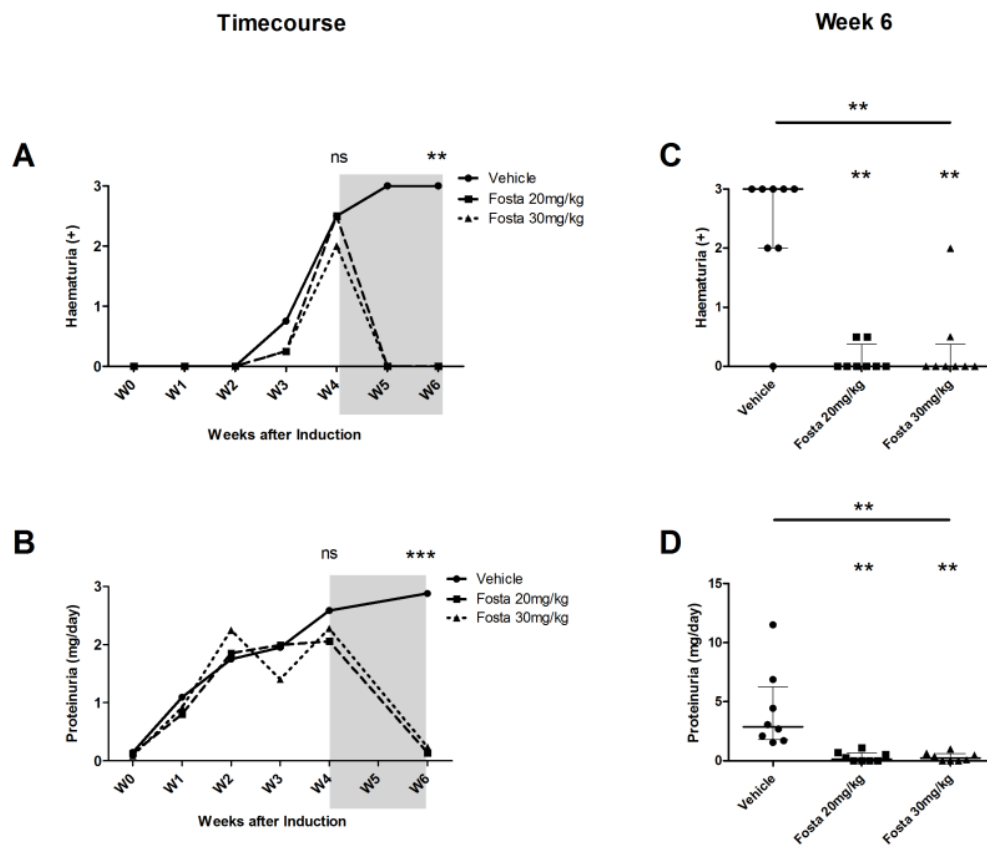 Timecourse
Week 6
A
ns
**
Vehicle
Fosta 20mg/kg
Fosta 30mg/kg
Haematuria (+)
3
2
1
0
W0 W1 W2 W3 W4 W5 W6
Weeks after Induction
C
**
** **
Haematuria (+)
3
2
1
0
Vehicle
Fosta 20mg/kg
Fosta 30mg/kg
B
ns
***
Vehicle
Fosta 20mg/kg
Fosta 30mg/kg
Proteinuria (mg/day)
3
2
1
0
W0 W1 W2 W3 W4 W5 W6
Weeks after Induction
D
**
** **
Proteinuria (mg/day)
15
10
5
0
Vehicle
Fosta 20mg/kg
Fosta 30mg/kg